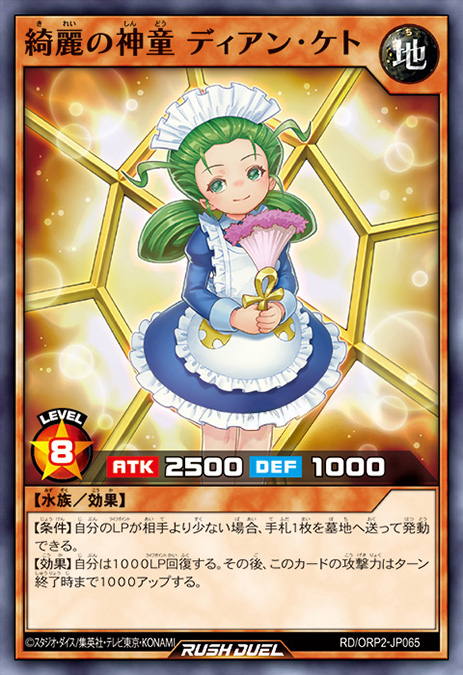 綺麗の神童 ディアン・ケト
地
LEVEL
8
ATK 2500 DEF 1000
【水族／効果】
【条件】自分のLPが相手より少ない場合、手札1枚を墓地へ送って発動
できる。
【効果】自分は1000LP回復する。その後、このカードの攻撃力はターン
終了時まで1000アップする。
©スタジオ・ダイス/集英社・テレビ東京・KONAMI
RUSH DUEL
RD/ORP2-JP065